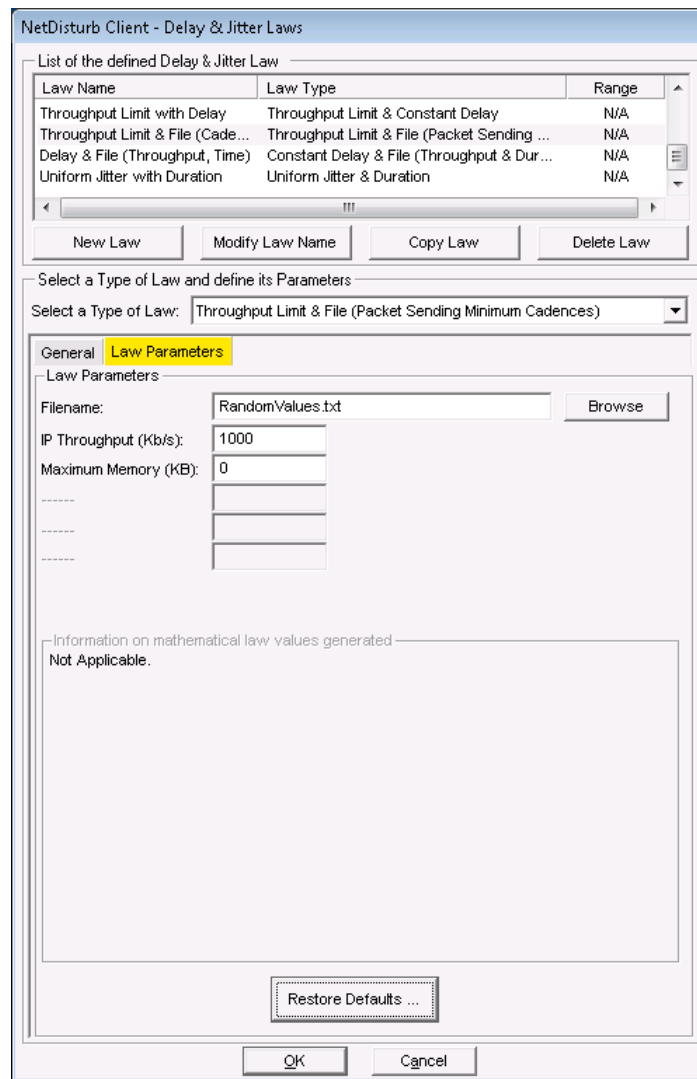 NetDisturb Client - Delay & Jitter Laws
List of the defined Delay & Jitter Law
Law Name Law Type Range
Throughput Limit with Delay Throughput Limit & Constant Delay N/A
Throughput Limit & File (Cade... Throughput Limit & File (Packet Sending ... N/A
Delay & File (Throughput, Time) Constant Delay & File (Throughput & Dur... N/A
Uniform Jitter with Duration Uniform Jitter & Duration N/A
New Law Modify Law Name Copy Law Delete Law
Select a Type of Law and define its Parameters
Select a Type of Law: Throughput Limit & File (Packet Sending Minimum Cadences)
General Law Parameters
Law Parameters
Filename: RandomValues.txt Browse
IP Throughput (Kb/s): 1000
Maximum Memory (KB): 0
------
------
------
Information on mathematical law values generated
Not Applicable.
Restore Defaults ...
OK Cancel